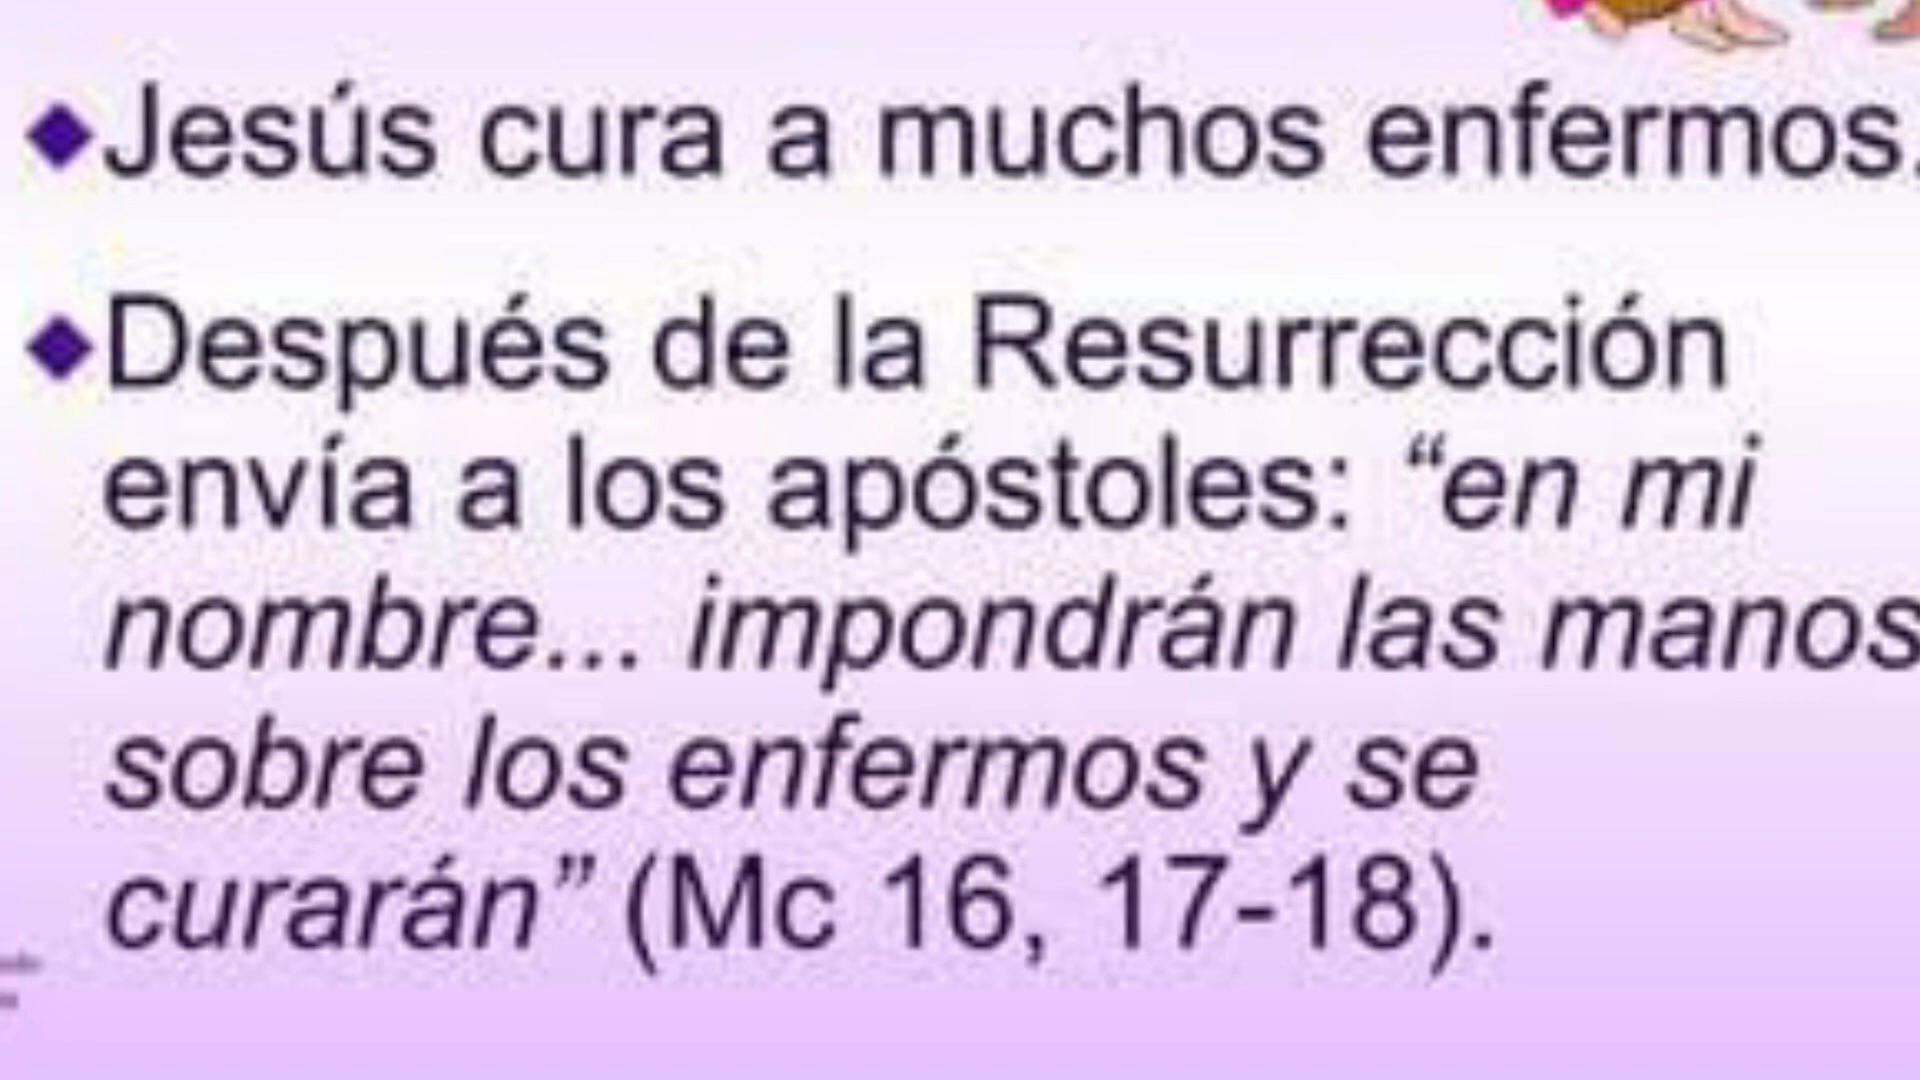 ◆Jesús cura a muchos enfermos.
◆Después de la Resurrección
envía a los apóstoles: “en mi
nombre... impondrán las manos
sobre los enfermos y se
curarán” (Mc 16, 17-18).